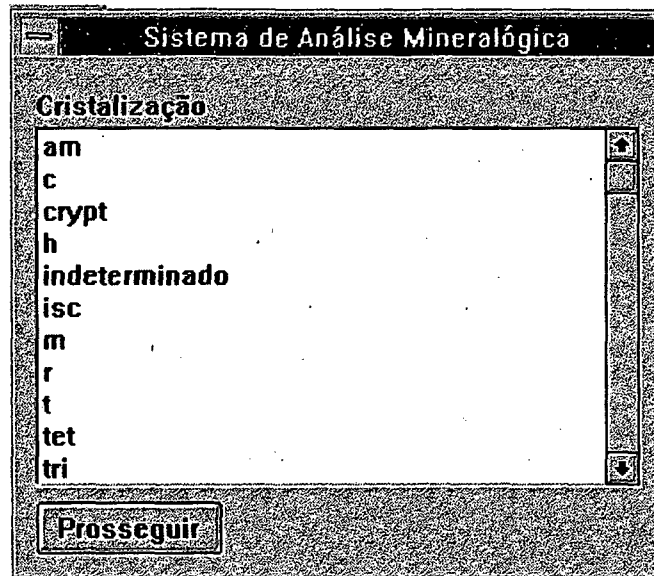 Sistema de Análise Mineralógica
Cristalização
am
c
crypt
h
indeterminado
isc
m
r
t
tet
tri
Prosseguir